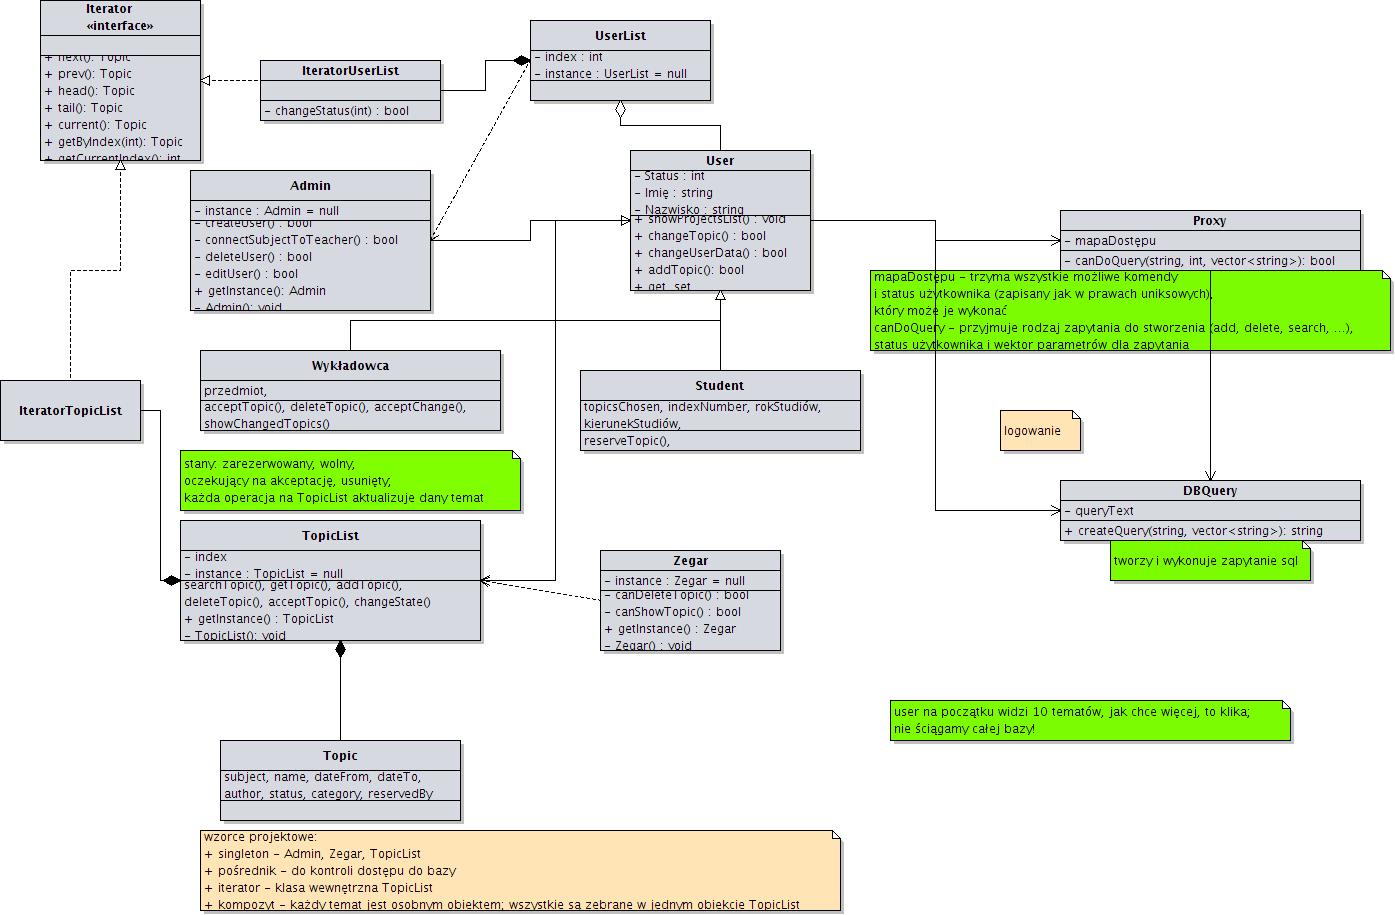 Iterator
«interface»
+ next(): Topic
+ prev(): Topic
+ head(): Topic
+ tail(): Topic
+ current(): Topic
+ getByIndex(int): Topic
+ getCurrentIndex(): int
IteratorUserList
- changeStatus(int) : bool
UserList
- index : int
- instance : UserList = null
User
- Status : int
- Imię : string
- Nazwisko : string
+ showProjectsList() : void
+ changeTopic() : bool
+ changeUserData() : bool
+ addTopic(): bool
+ get_set
Admin
- instance : Admin = null
- createUser() : bool
- connectSubjectToTeacher() : bool
- deleteUser() : bool
- editUser() : bool
+ getInstance() : Admin
- Admin(): void
Proxy
- mapaDostępu
- canDoQuery(string, int, vector<string>): bool
mapaDostępu - trzyma wszystkie możliwe komendy
i status użytkownika (zapisany jak w prawach uniksowych),
który może je wykonać
canDoQuery - przyjmuje rodzaj zapytania do stworzenia (add, delete, search, ...),
status użytkownika i wektor parametrów dla zapytania
Wykładowca
przedmiot,
acceptTopic(), deleteTopic(), acceptChange(),
showChangedTopics()
Student
topicsChosen, indexNumber, rokStudiów,
kierunekStudiów,
reserveTopic(),
IteratorTopicList
logowanie
stany: zarezerwowany, wolny,
oczekujący na akceptację, usunięty;
każda operacja na TopicList aktualizuje dany temat
DBQuery
- queryText
+ createQuery(string, vector<string>): string
tworzy i wykonuje zapytanie sql
TopicList
- index
- instance : TopicList = null
searchTopic(), getTopic(), addTopic(),
deleteTopic(), acceptTopic(), changeState()
+ getInstance() : TopicList
- TopicList(): void
Zegar
- instance : Zegar = null
- canDeleteTopic() : bool
- canShowTopic() : bool
+ getInstance() : Zegar
- Zegar() : void
user na początku widzi 10 tematów, jak chce więcej, to klika;
nie ściągamy całej bazy!
Topic
subject, name, dateFrom, dateTo,
author, status, category, reservedBy
wzorce projektowe:
+ singleton - Admin, Zegar, TopicList
+ pośrednik - do kontroli dostępu do bazy
+ iterator - klasa wewnętrzna TopicList
+ kompozyt - każdy temat jest osobnym obiektem; wszystkie sa zebrane w jednym obiekcie TopicList